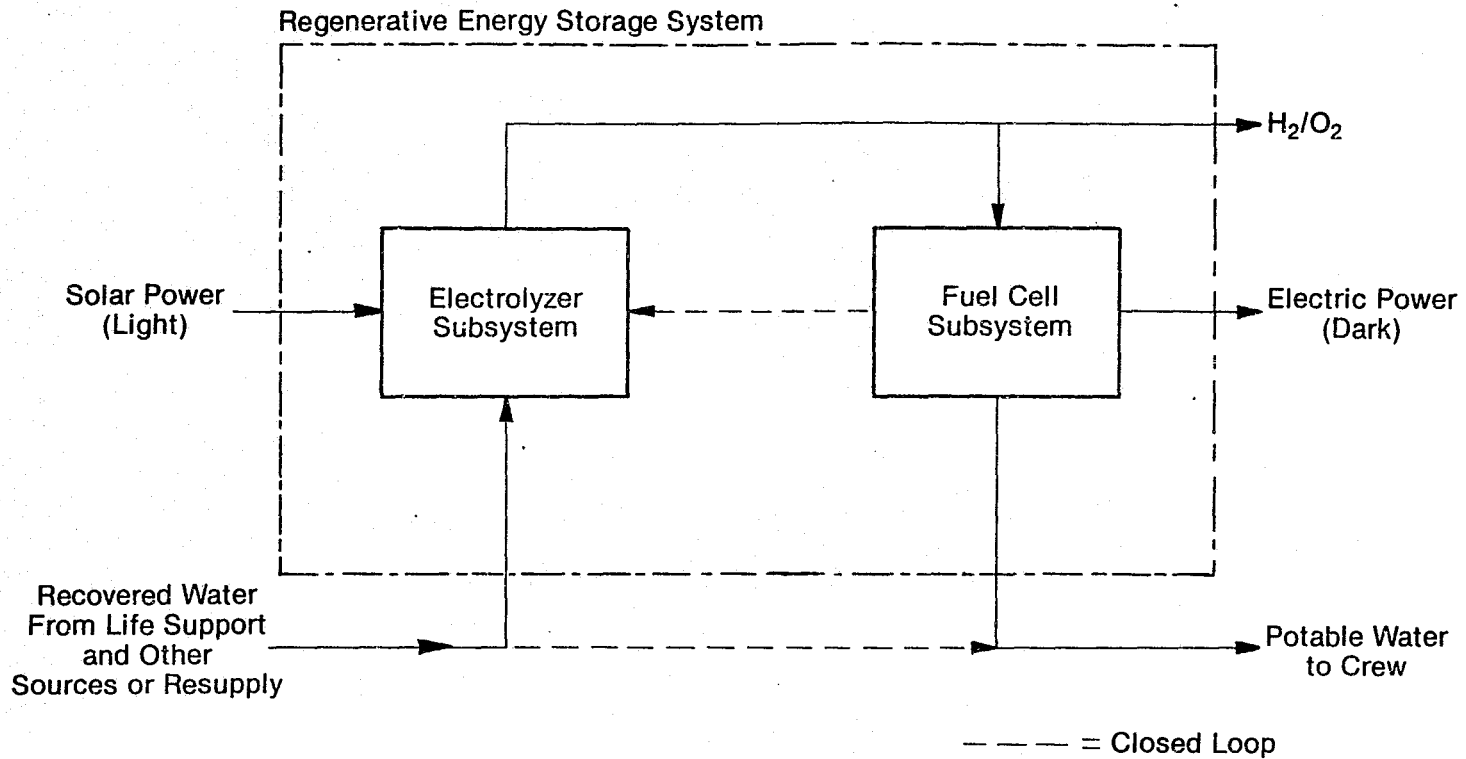 Regenerative Energy Storage System
H₂/O₂
Solar Power
(Light)
Electrolyzer
Subsystem
Fuel Cell
Subsystem
Electric Power
(Dark)
Recovered Water
From Life Support
and Other
Sources or Resupply
Potable Water
to Crew
= Closed Loop